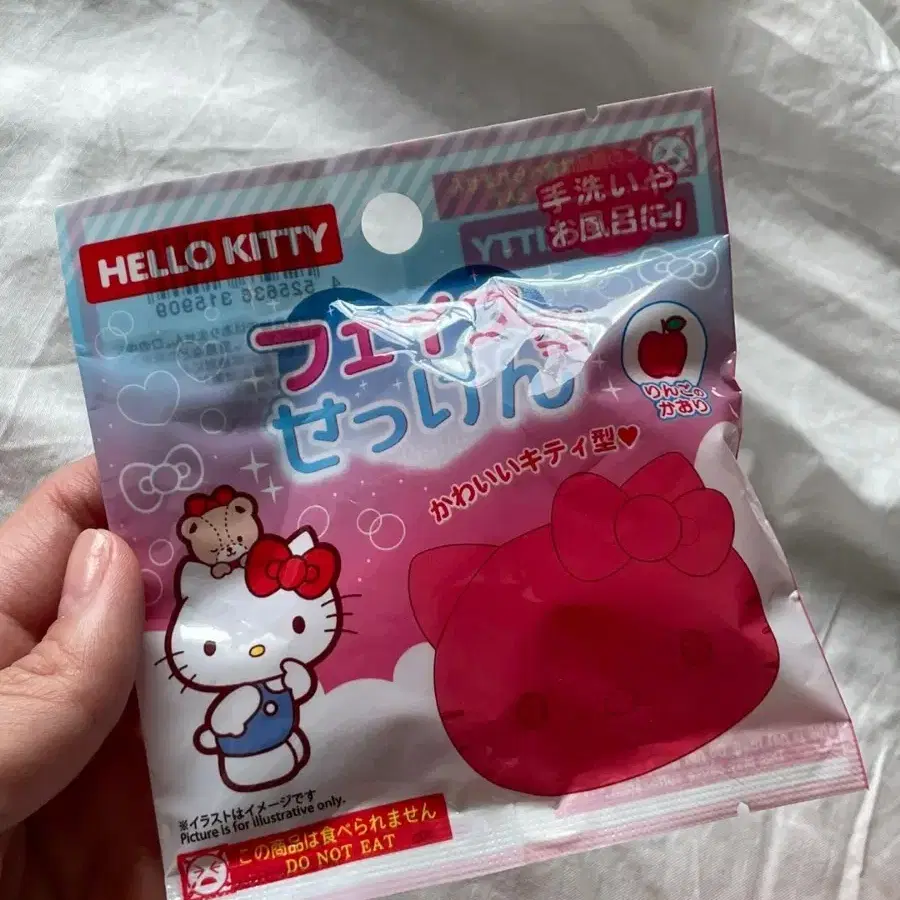 HELLO KITTY
手洗いや
お風呂に!
4 525636 315909
フェイス
せっけん
りんごの
かおり
かわいいキティ型♥
※イラストはイメージです
Picture is for illustrative only.
この商品は食べられません
DO NOT EAT